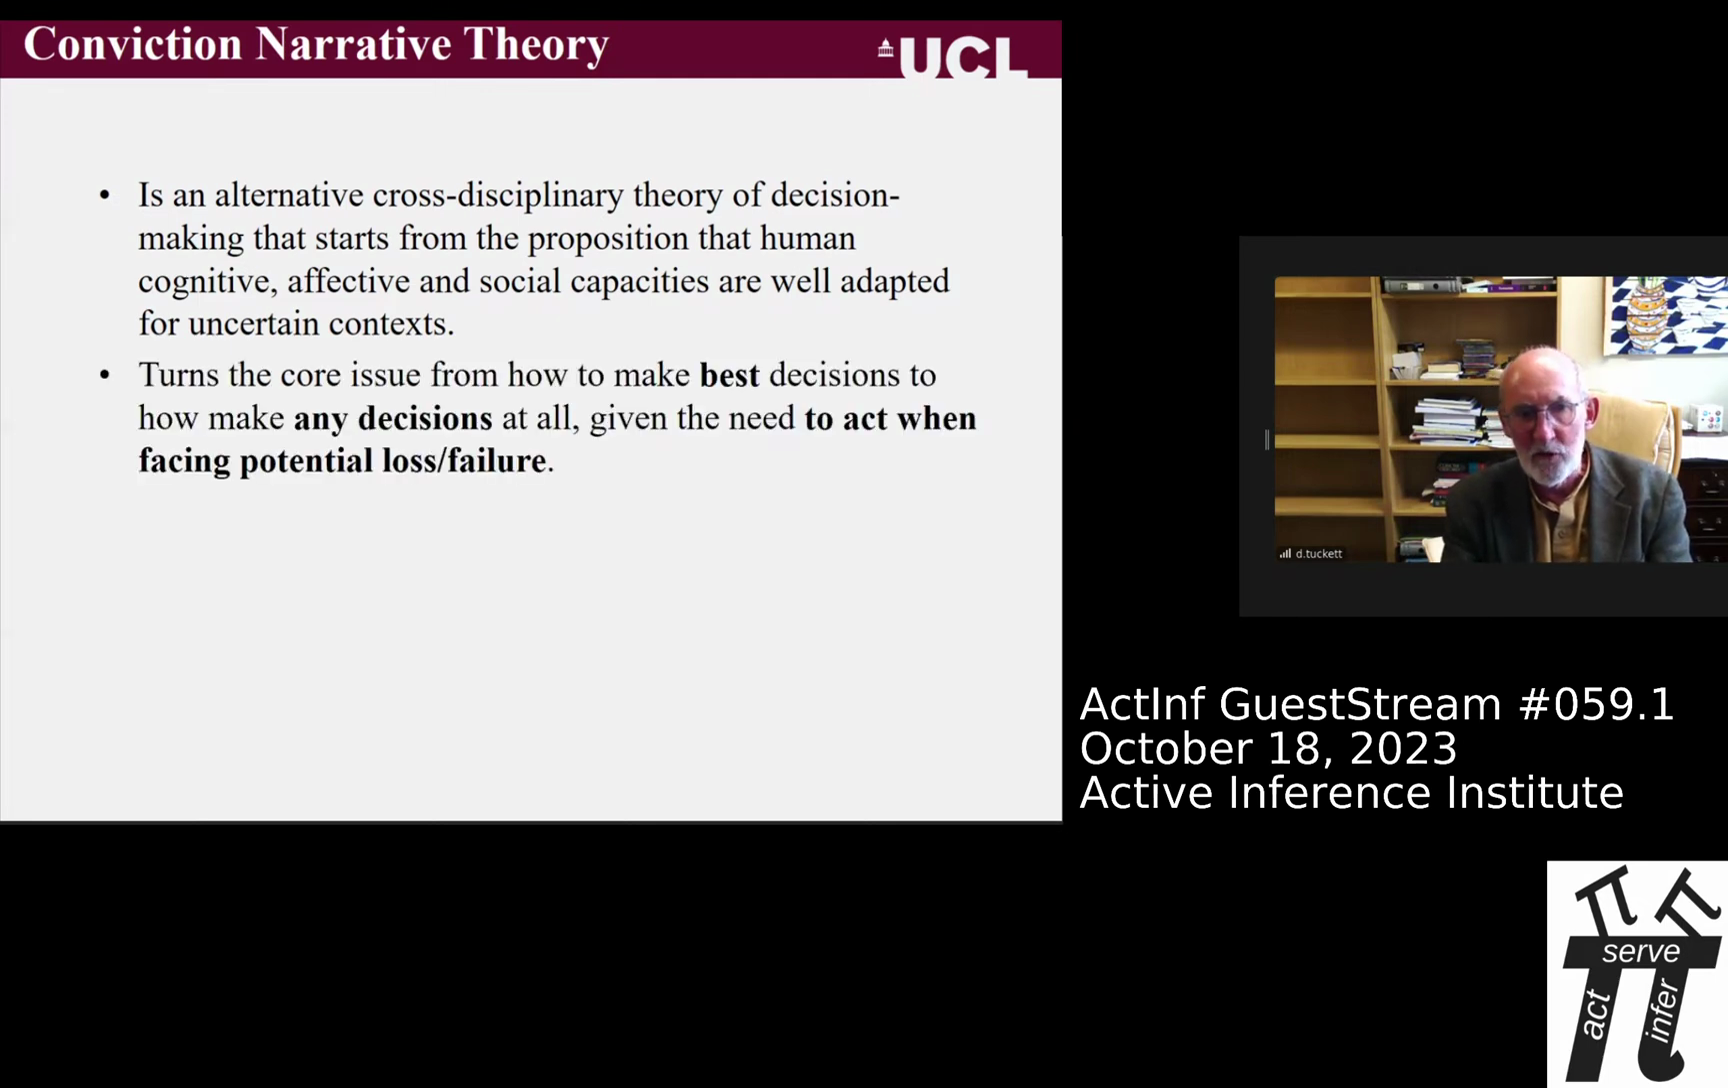 Conviction Narrative Theory
UCL
• Is an alternative cross-disciplinary theory of decision-
making that starts from the proposition that human
cognitive, affective and social capacities are well adapted
for uncertain contexts.
• Turns the core issue from how to make best decisions to
how make any decisions at all, given the need to act when
facing potential loss/failure.
d.tuckett
ActInf GuestStream #059.1
October 18, 2023
Active Inference Institute
serve
act
infer